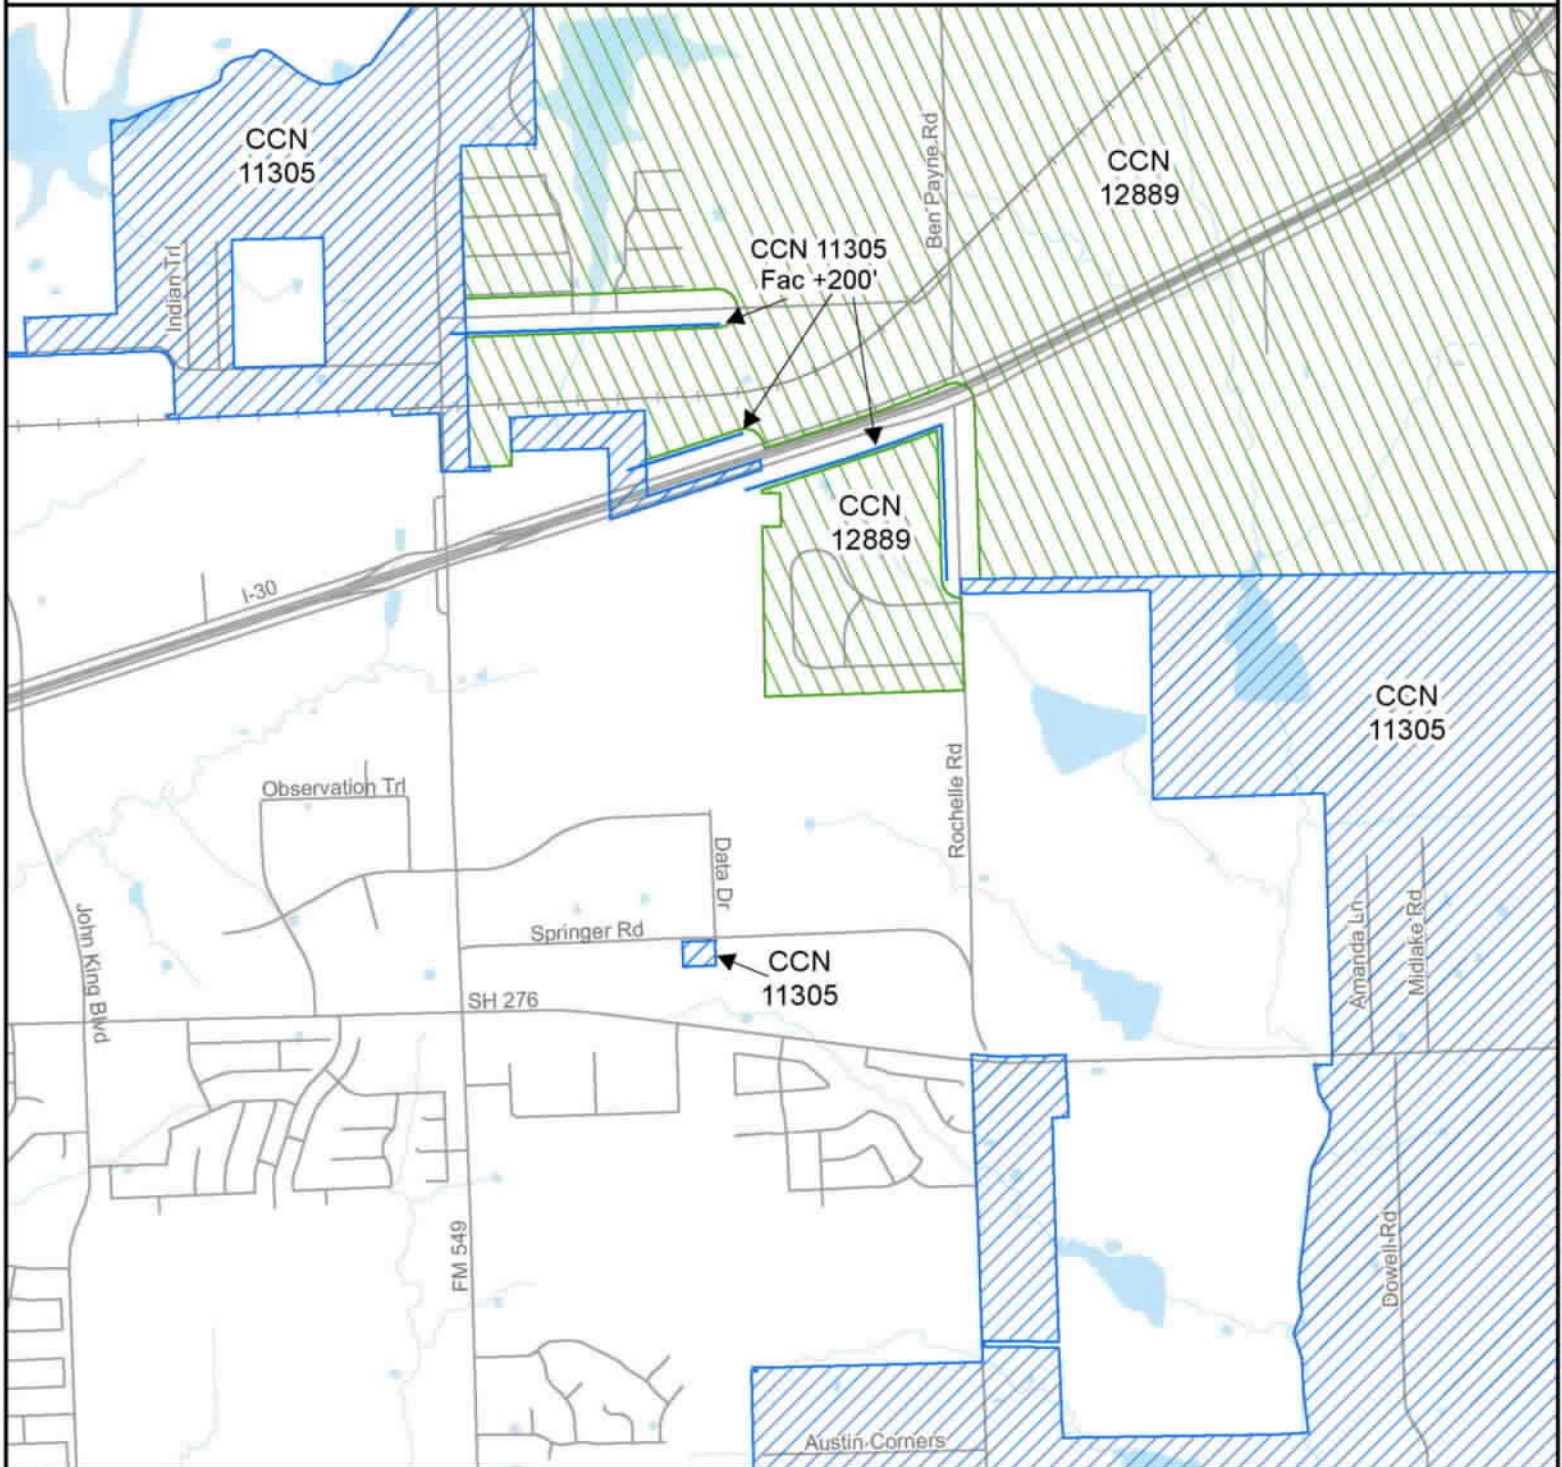 CCN
11305
CCN
12889
Ben Payne Rd
Indian Trl
CCN 11305
Fac +200'
CCN
12889
I-30
CCN
11305
Observation Trl
Rochelle Rd
Data Dr
John King Blvd
Springer Rd
CCN
11305
Amanda Ln
Midlake Rd
SH 276
FM 549
Dowell Rd
Austin Corners